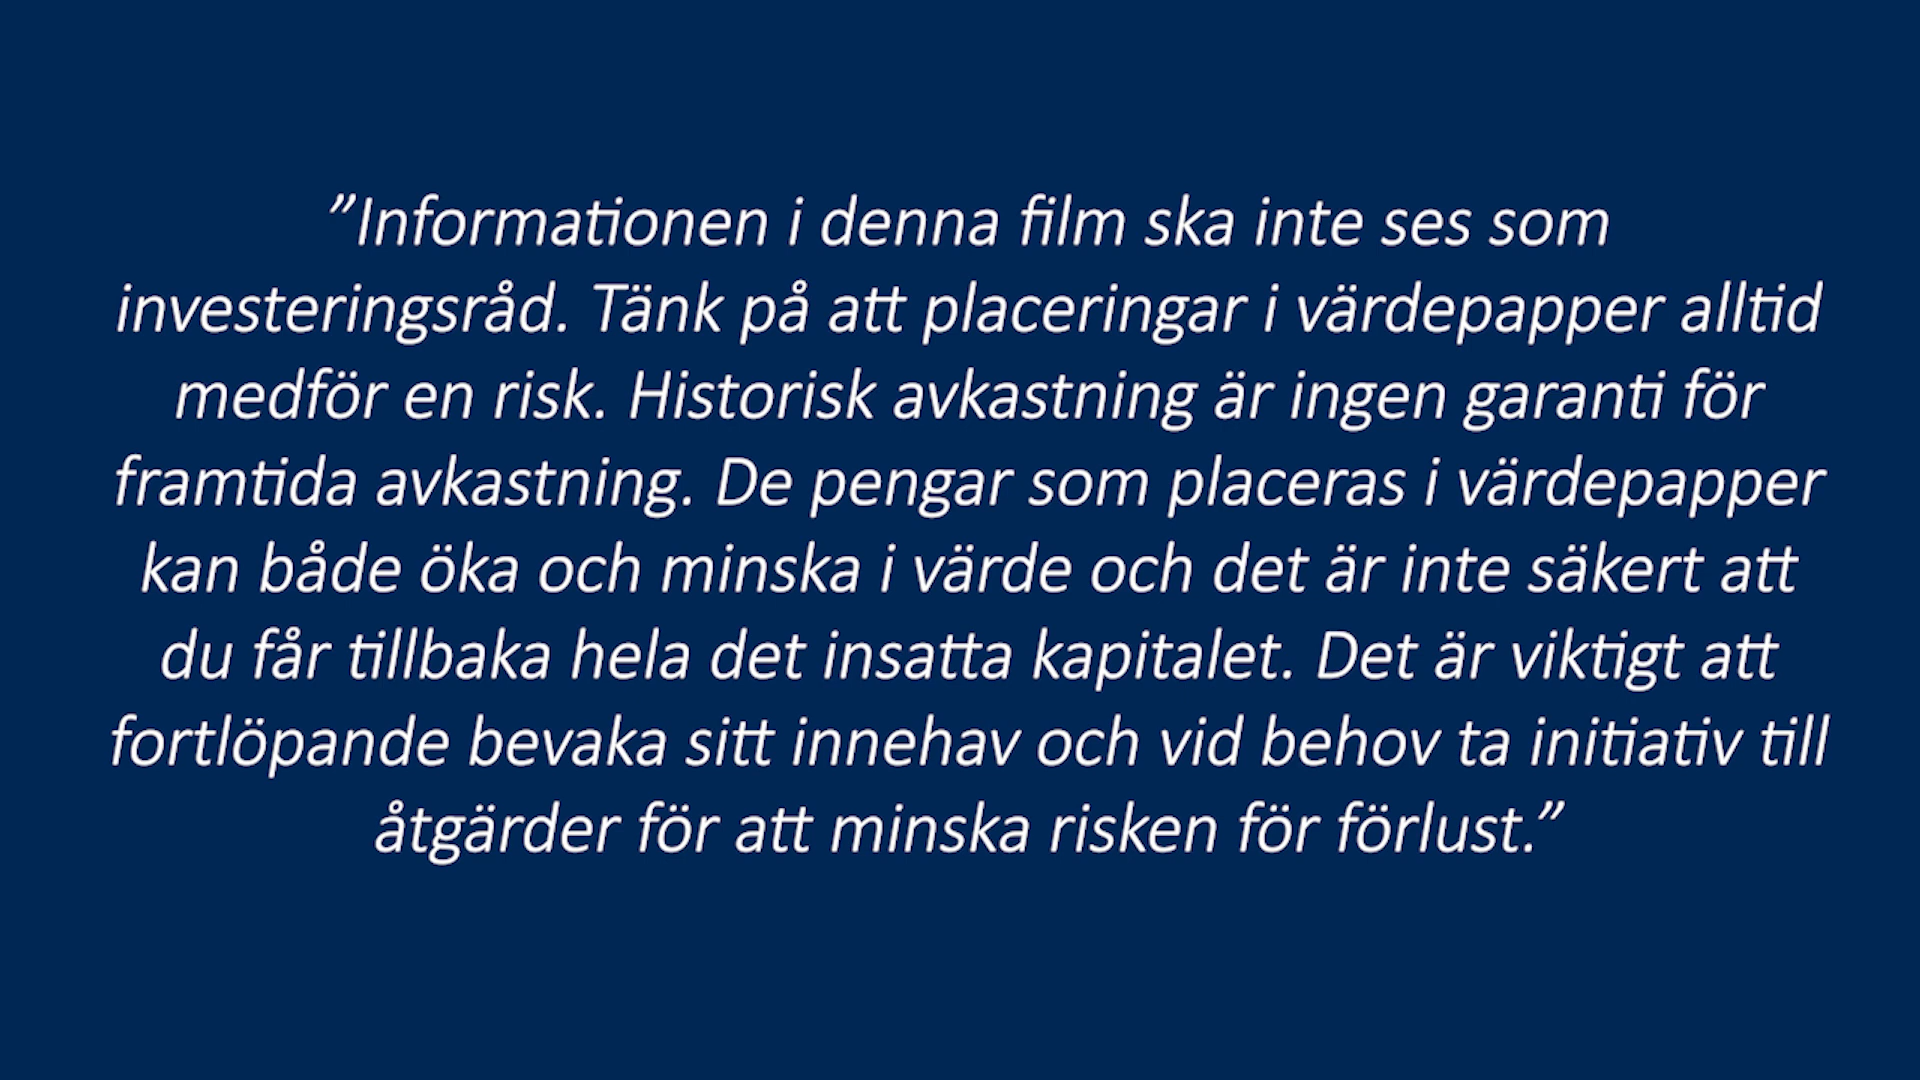 ”Informationen i denna film ska inte ses som
investeringsråd. Tänk på att placeringar i värdepapper alltid
medför en risk. Historisk avkastning är ingen garanti för
framtida avkastning. De pengar som placeras i värdepapper
kan både öka och minska i värde och det är inte säkert att
du får tillbaka hela det insatta kapitalet. Det är viktigt att
fortlöpande bevaka sitt innehav och vid behov ta initiativ till
åtgärder för att minska risken för förlust.”